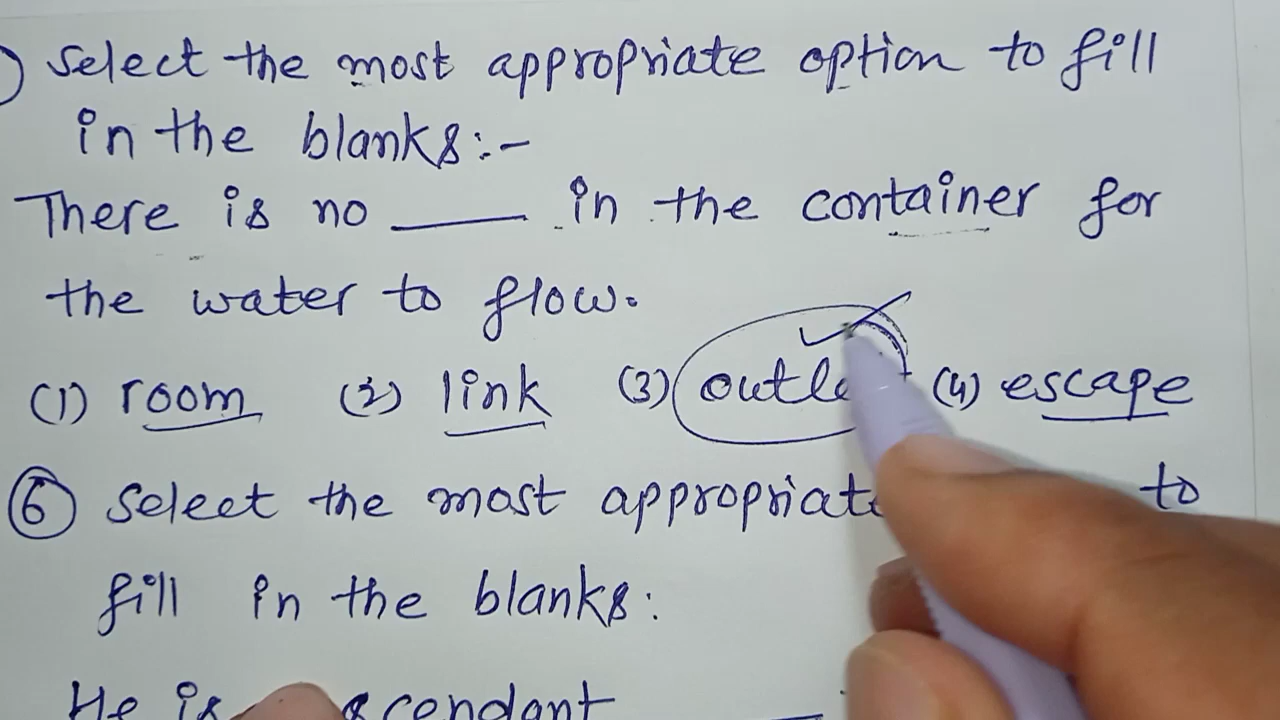 ) Select the most appropriate option to fill
in the blanks:-
There is no ____ in the container for
the water to flow.
(1) room (2) link (3) outle (4) escape
(6) Select the most appropriate to
fill in the blanks:
He is ____